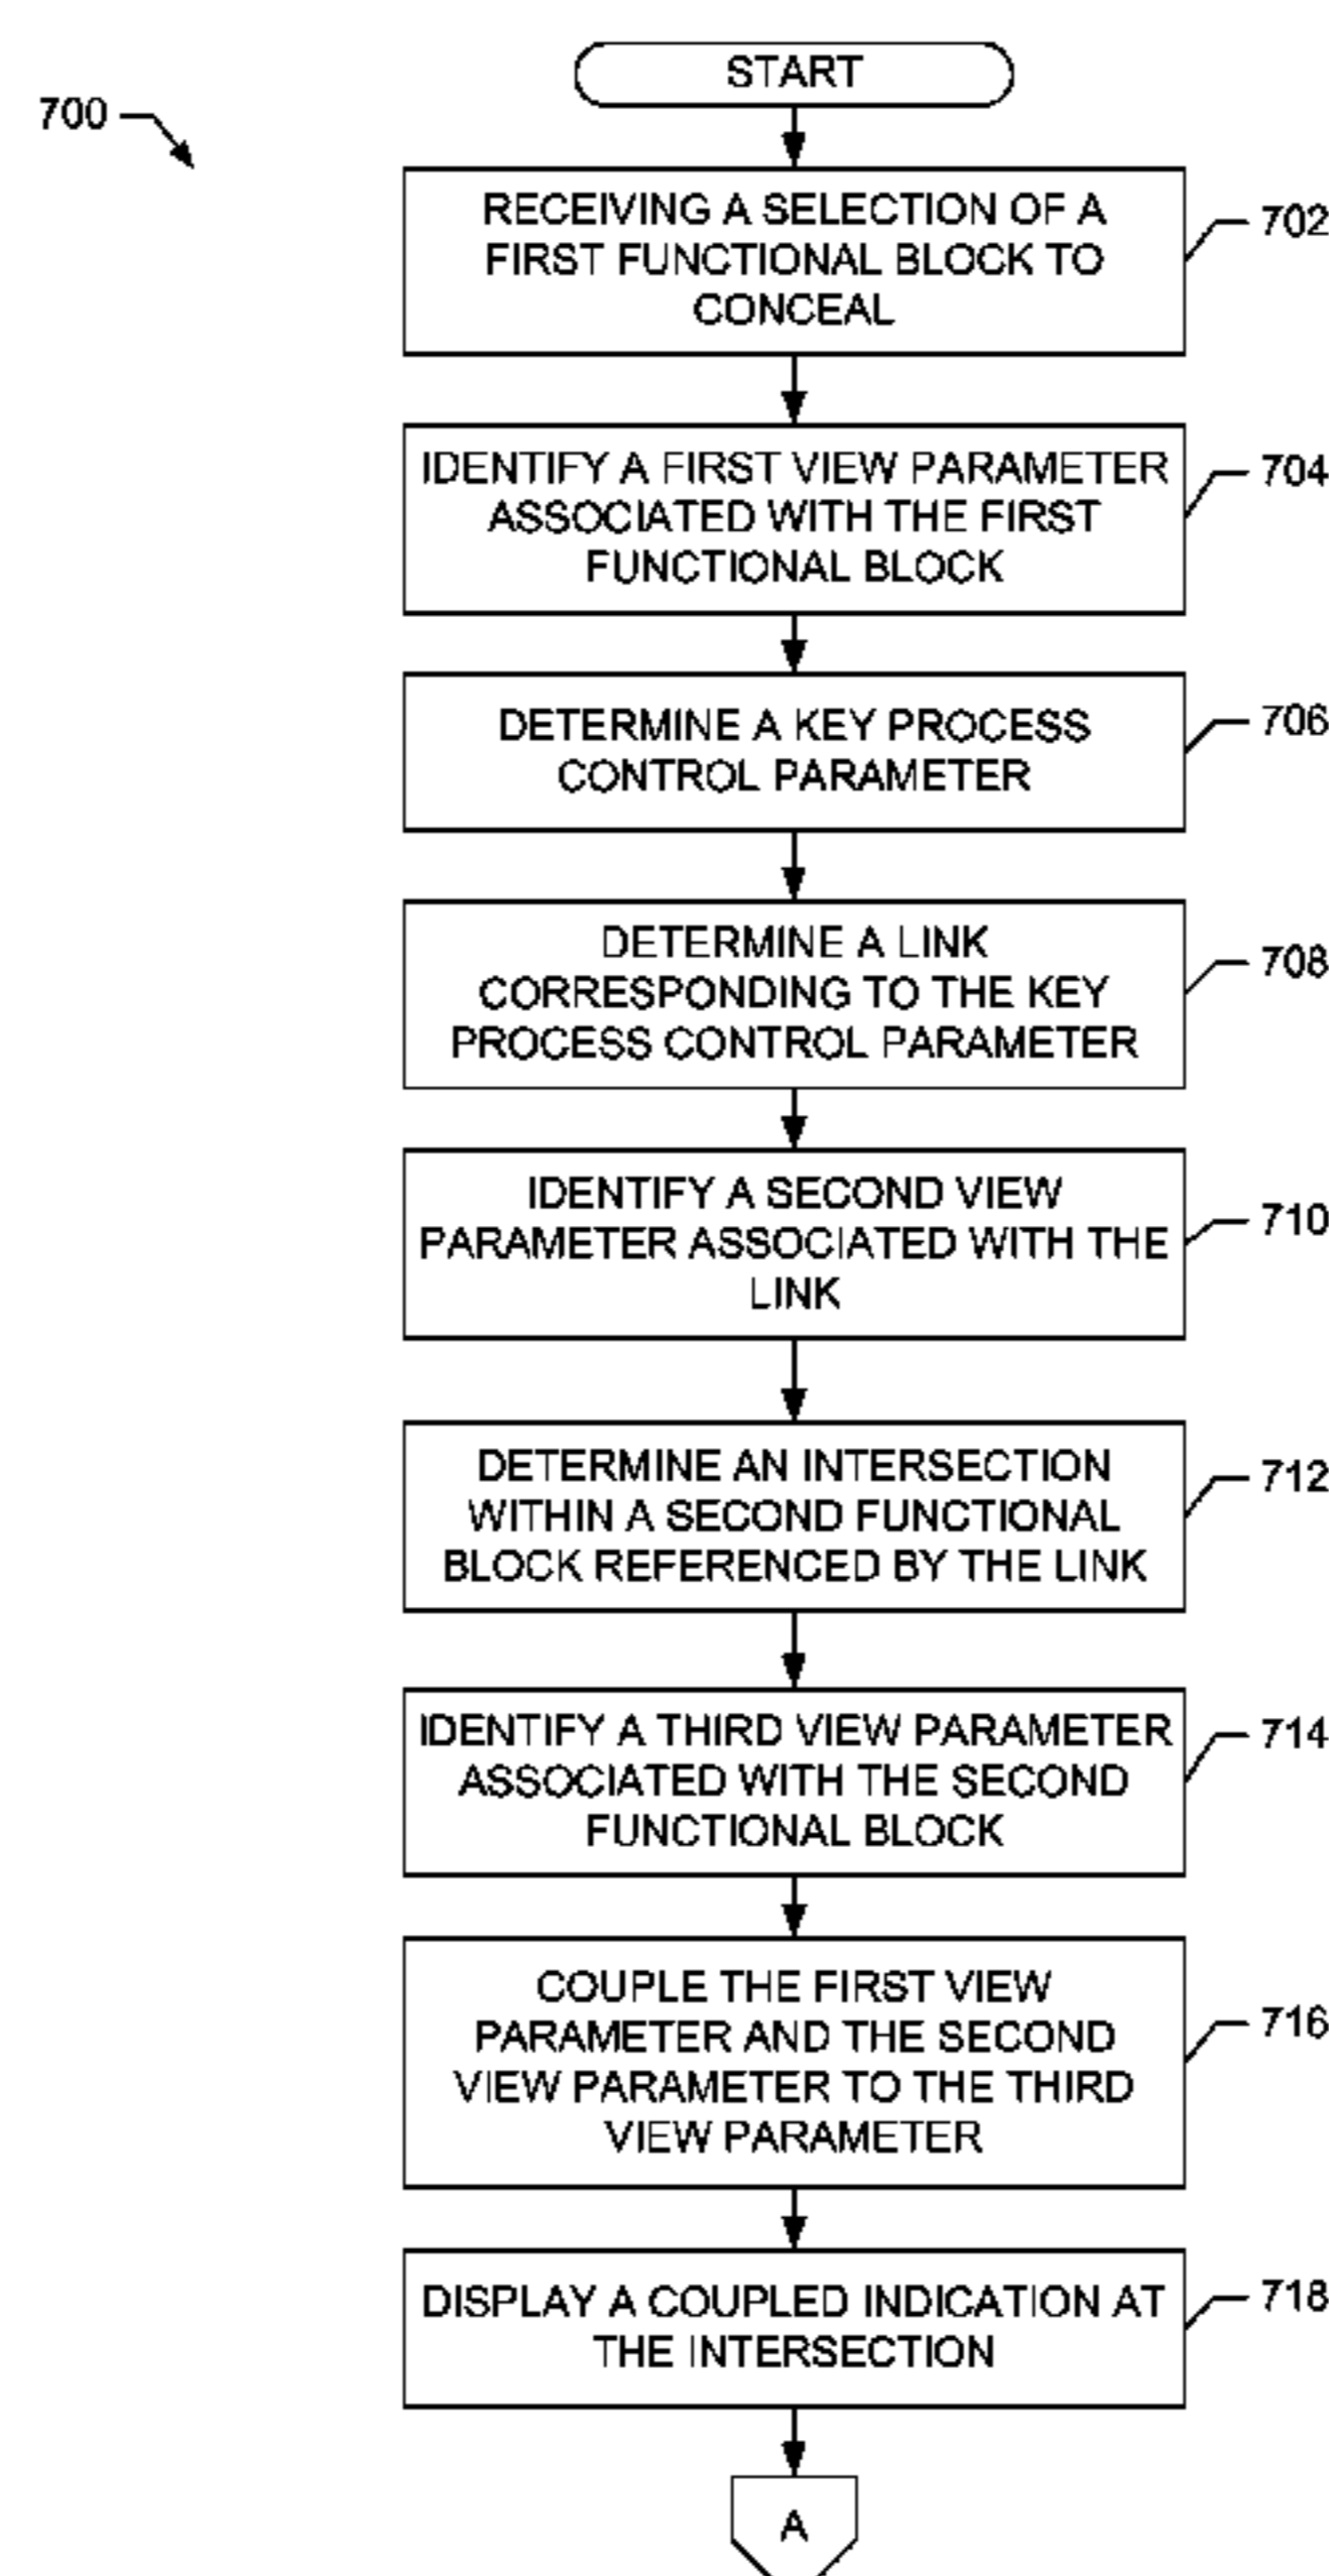 START
700
RECEIVING A SELECTION OF A
FIRST FUNCTIONAL BLOCK TO
CONCEAL
702
IDENTIFY A FIRST VIEW PARAMETER
ASSOCIATED WITH THE FIRST
FUNCTIONAL BLOCK
704
DETERMINE A KEY PROCESS
CONTROL PARAMETER
706
DETERMINE A LINK
CORRESPONDING TO THE KEY
PROCESS CONTROL PARAMETER
708
IDENTIFY A SECOND VIEW
PARAMETER ASSOCIATED WITH THE
LINK
710
DETERMINE AN INTERSECTION
WITHIN A SECOND FUNCTIONAL
BLOCK REFERENCED BY THE LINK
712
IDENTIFY A THIRD VIEW PARAMETER
ASSOCIATED WITH THE SECOND
FUNCTIONAL BLOCK
714
COUPLE THE FIRST VIEW
PARAMETER AND THE SECOND
VIEW PARAMETER TO THE THIRD
VIEW PARAMETER
716
DISPLAY A COUPLED INDICATION AT
THE INTERSECTION
718
A